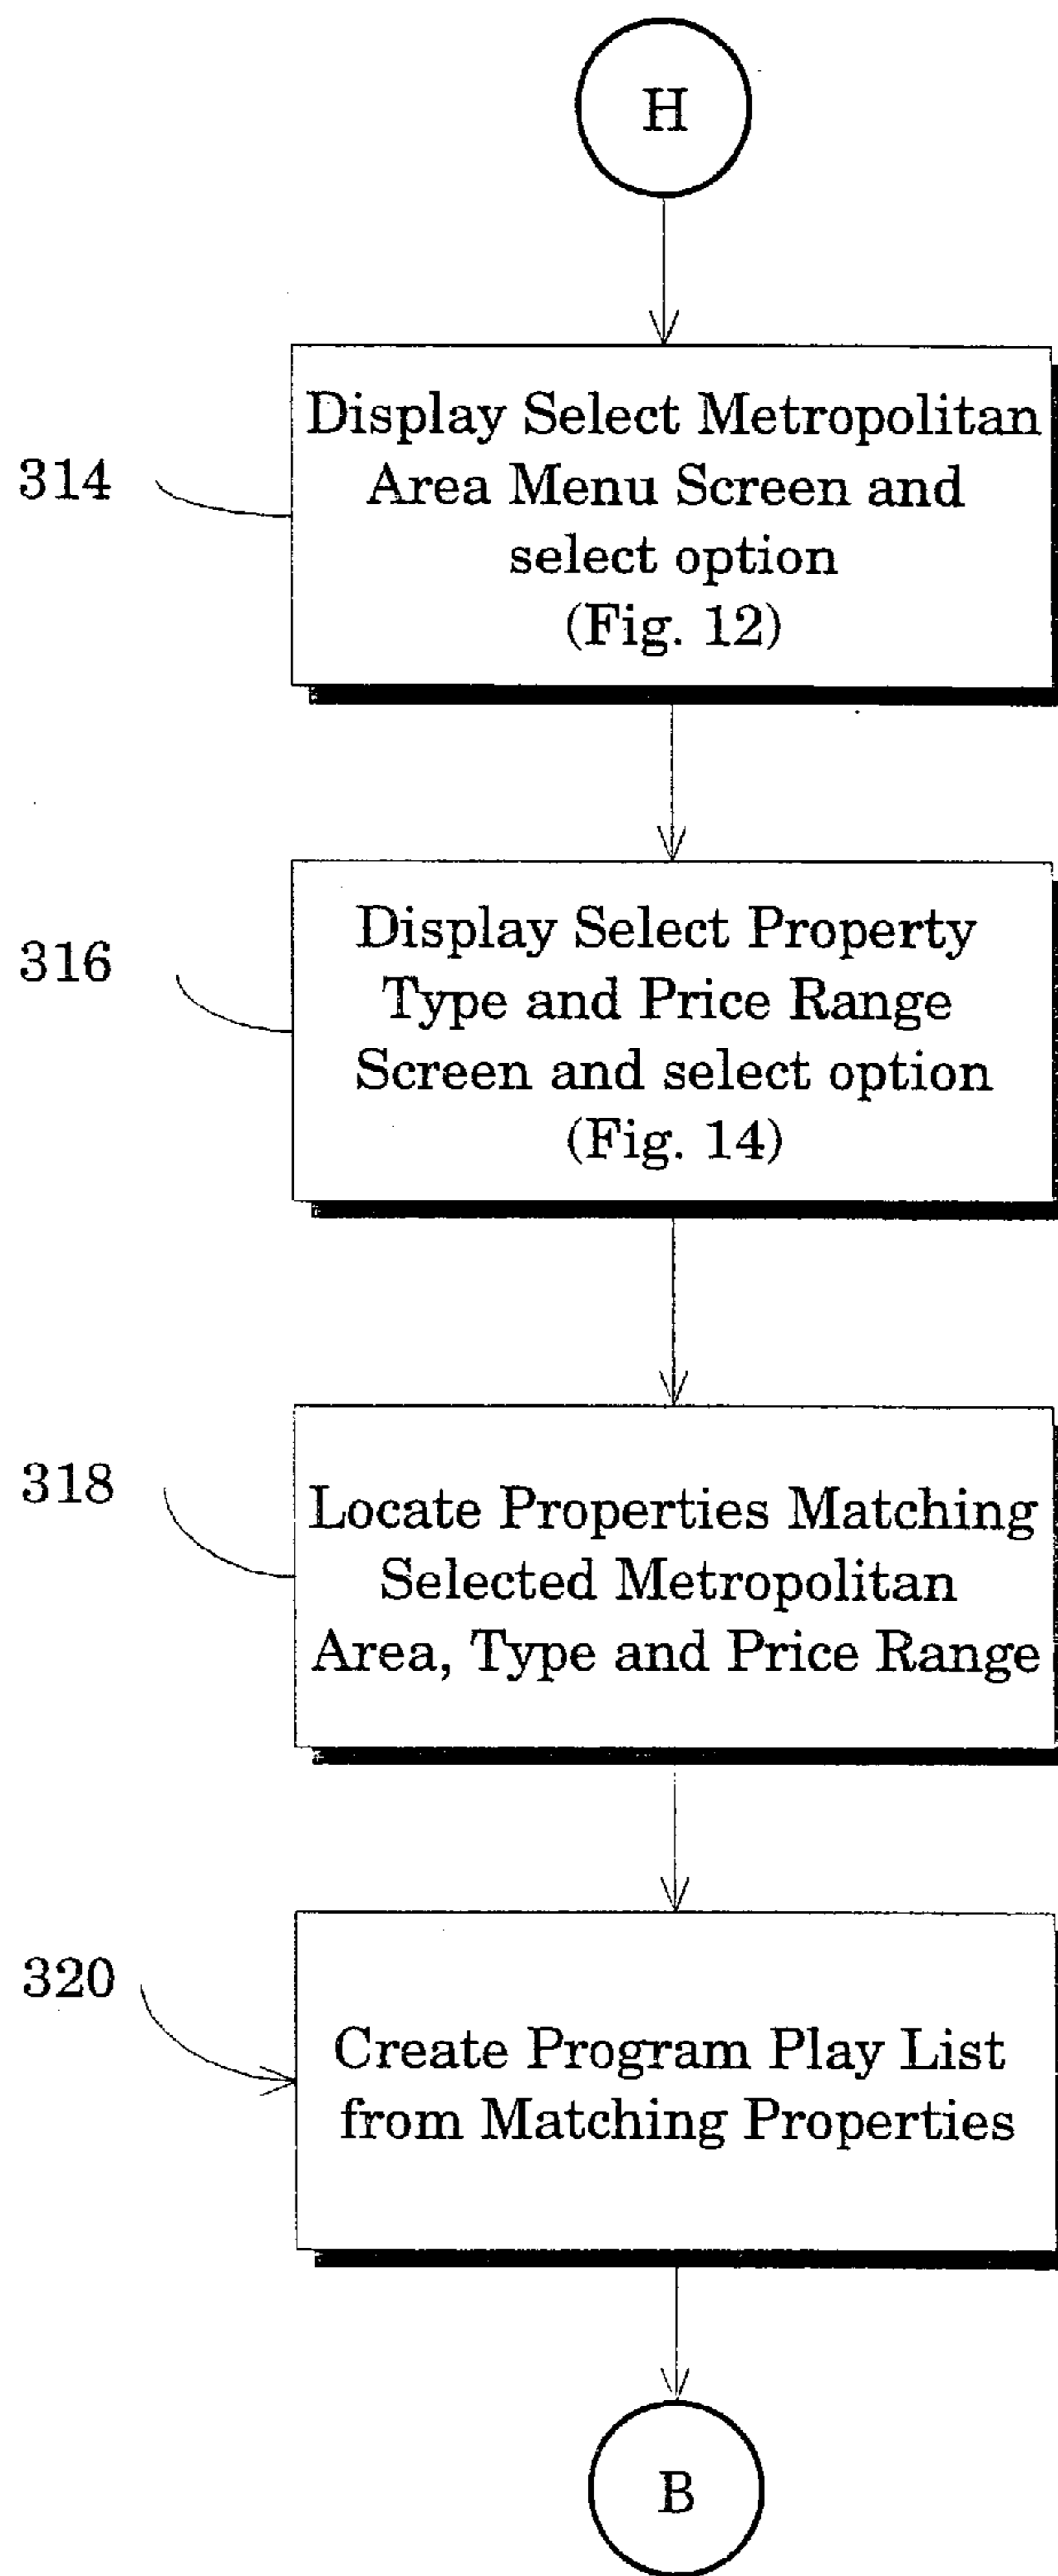 H
314
Display Select Metropolitan
Area Menu Screen and
select option
(Fig. 12)
316
Display Select Property
Type and Price Range
Screen and select option
(Fig. 14)
318
Locate Properties Matching
Selected Metropolitan
Area, Type and Price Range
320
Create Program Play List
from Matching Properties
B